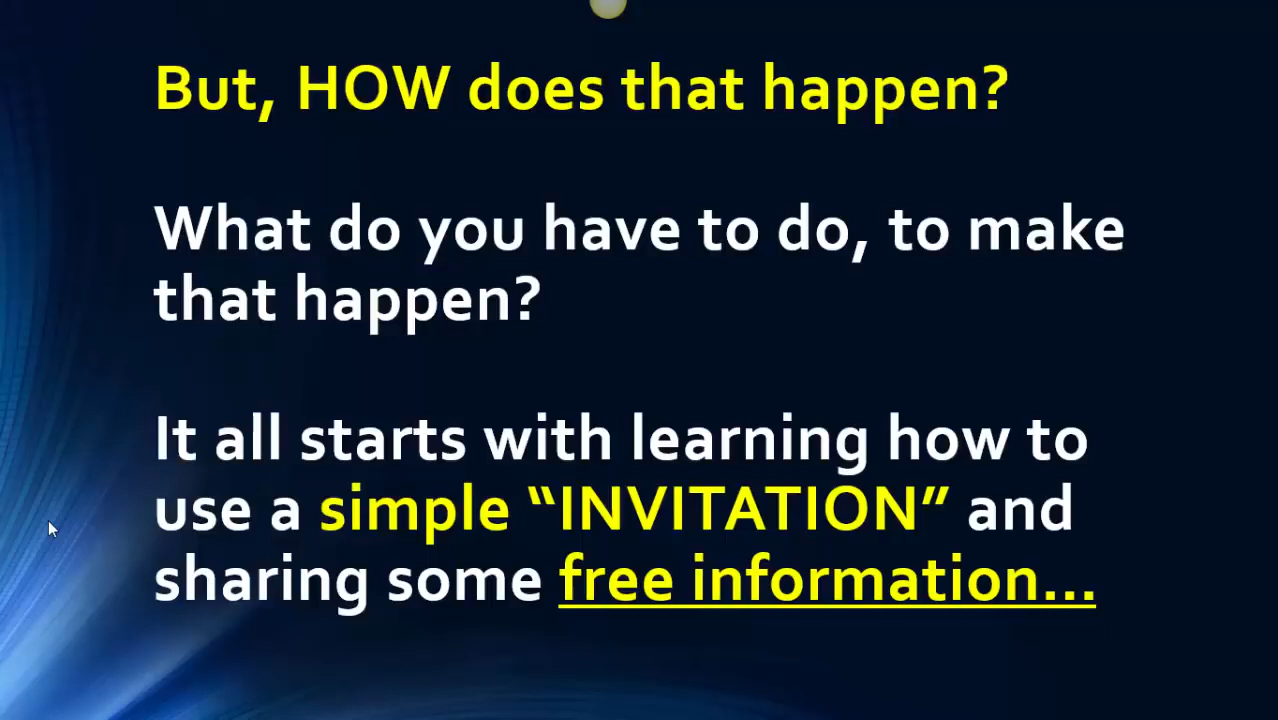 But, HOW does that happen?
What do you have to do, to make
that happen?
It all starts with learning how to
use a simple “INVITATION” and
sharing some free information...